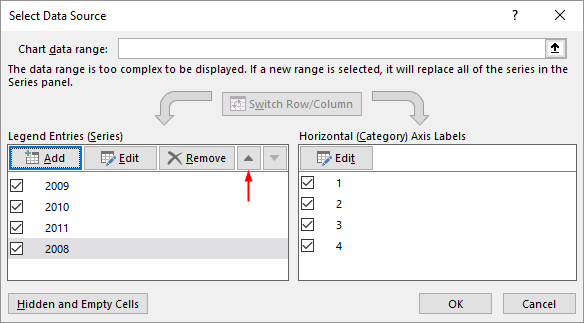 Select Data Source
Chart data range:
The data range is too complex to be displayed. If a new range is selected, it will replace all of the series in the
Series panel.
Switch Row/Column
Legend Entries (Series)
Horizontal (Category) Axis Labels
Add Edit Remove
Edit
2009
2010
2011
2008
1
2
3
4
Hidden and Empty Cells
OK
Cancel